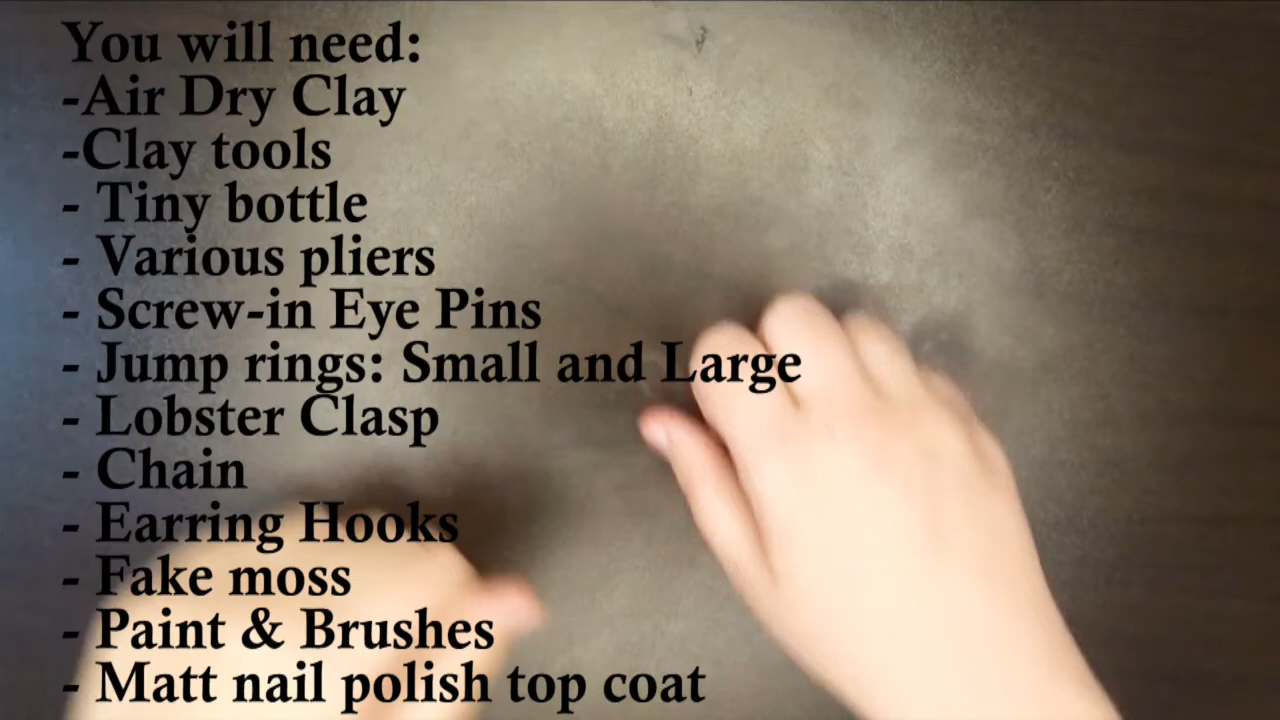 You will need:
-Air Dry Clay
-Clay tools
- Tiny bottle
- Various pliers
- Screw-in Eye Pins
- Jump rings: Small and Large
- Lobster Clasp
- Chain
- Earring Hooks
- Fake moss
- Paint & Brushes
- Matt nail polish top coat